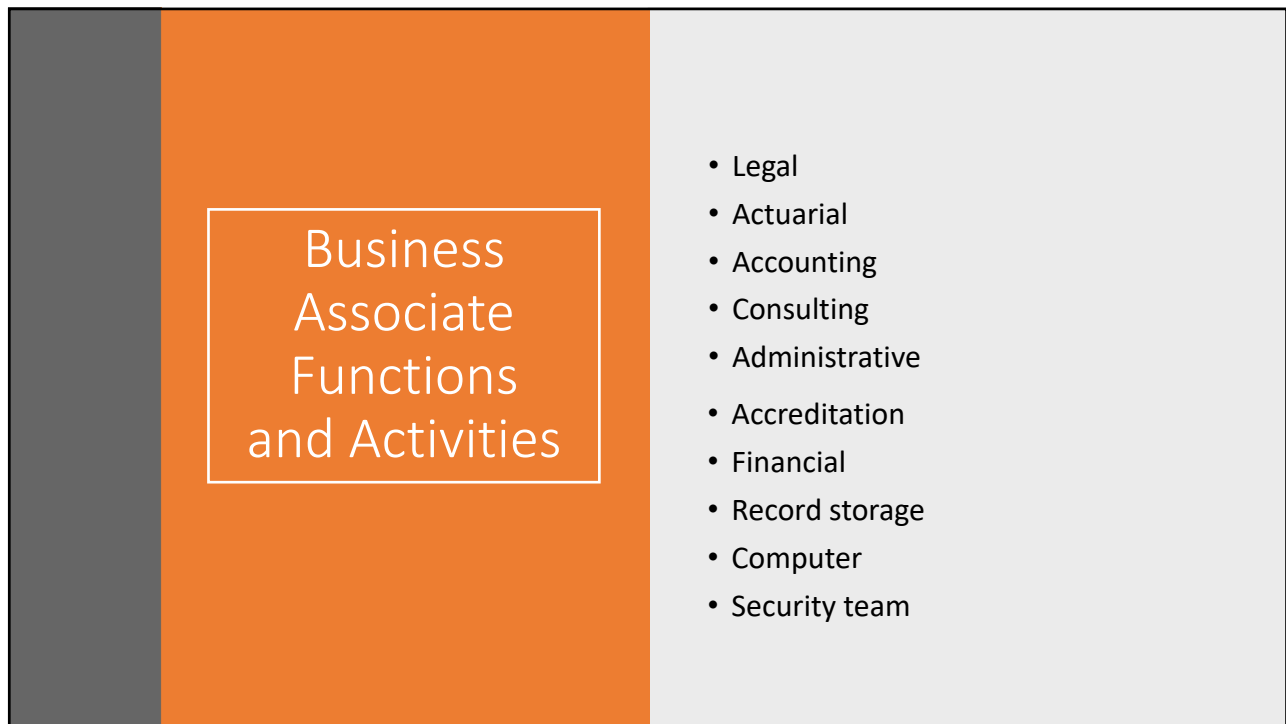 Business
Associate
Functions
and Activities
• Legal
• Actuarial
• Accounting
• Consulting
• Administrative
• Accreditation
• Financial
• Record storage
• Computer
• Security team